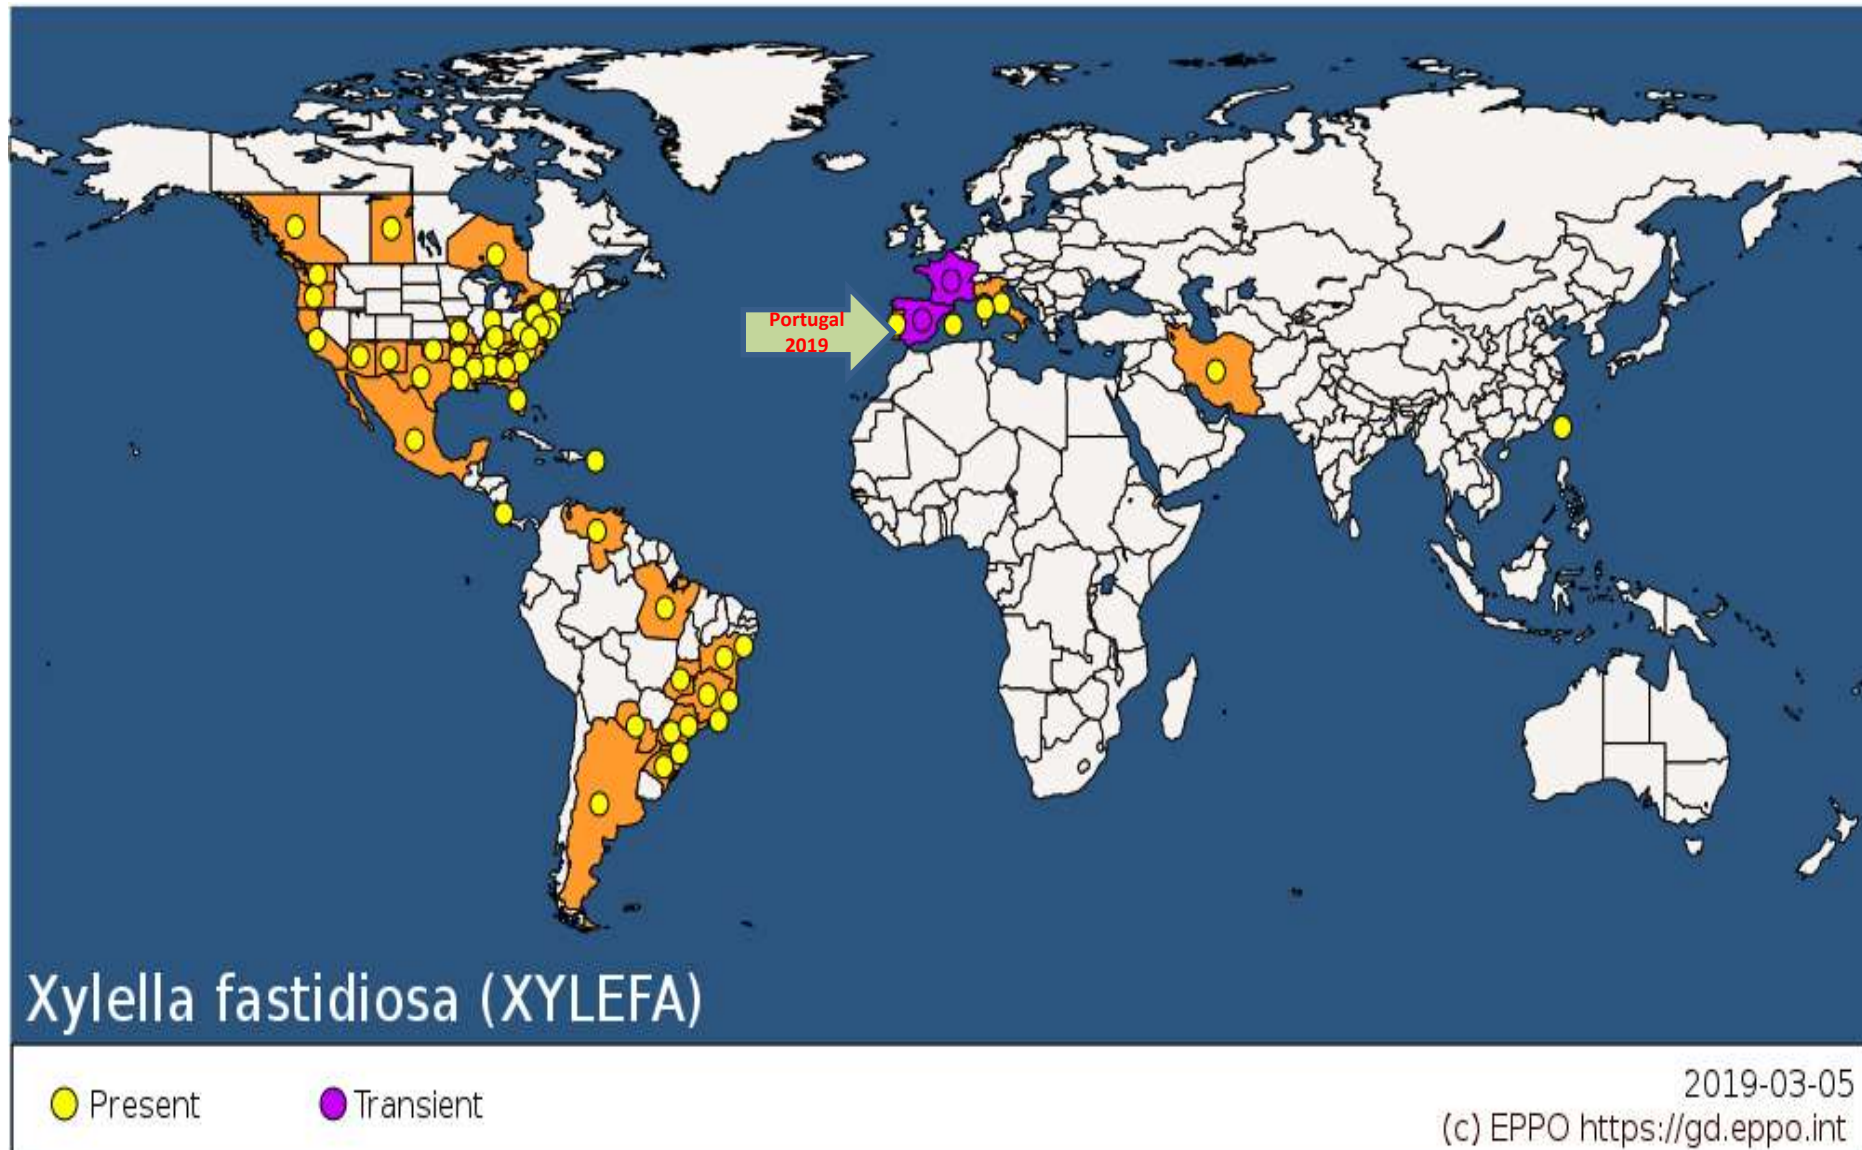 Portugal
2019
Xylella fastidiosa (XYLEFA)
Present
Transient
2019-03-05
(c) EPPO https://gd.eppo.int